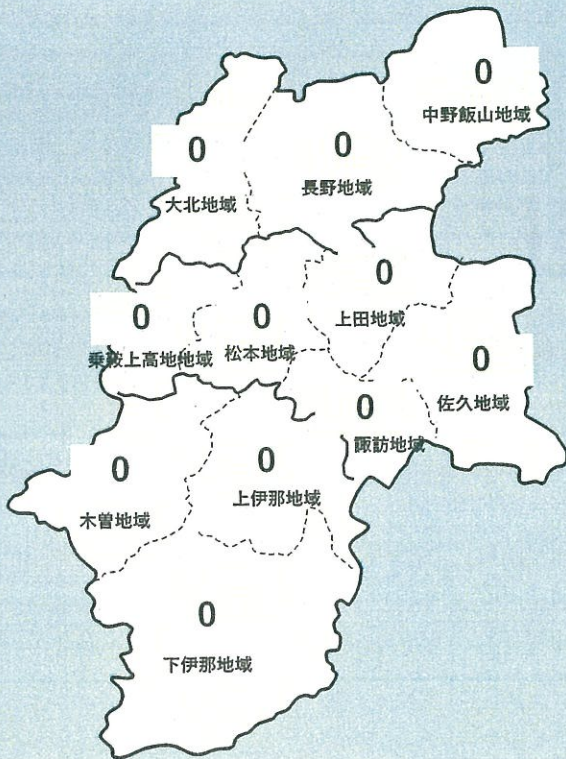 0
中野飯山地域
0
長野地域
0
大北地域
0
上田地域
0
乗鞍上高地地域
0
松本地域
0
佐久地域
0
諏訪地域
0
木曽地域
0
上伊那地域
0
下伊那地域